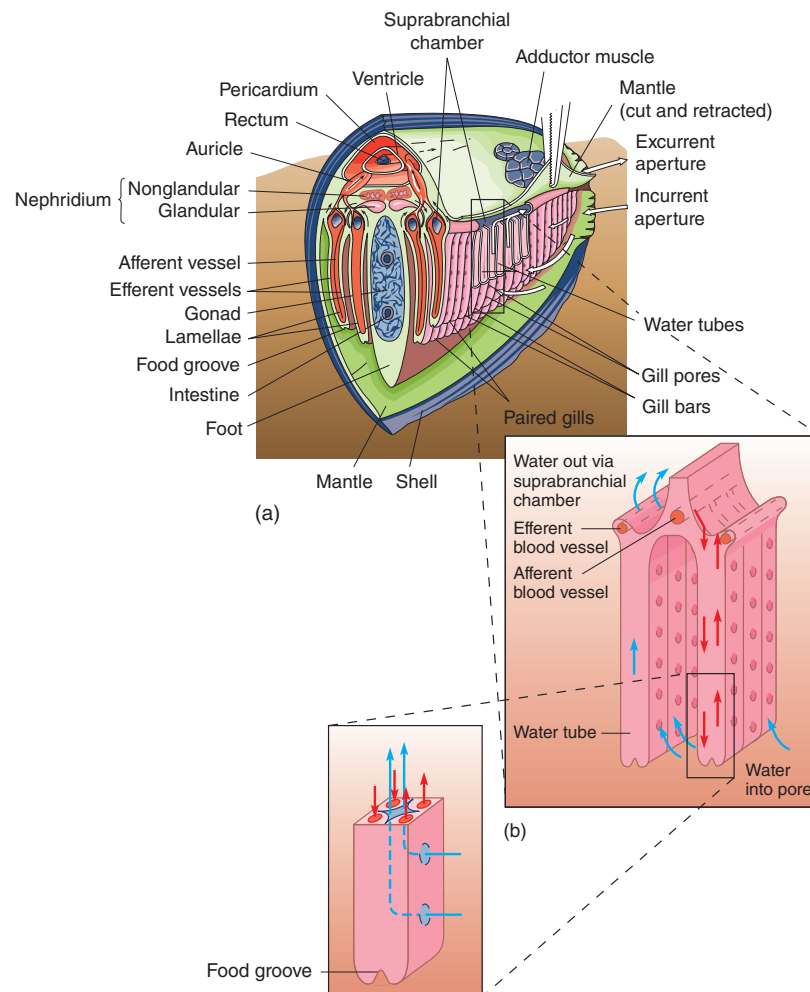 Suprabranchial
chamber
Adductor muscle
Ventricle
Mantle
(cut and retracted)
Pericardium
Rectum
Excurrent
aperture
Auricle
Nephridium
Nonglandular
Glandular
Incurrent
aperture
Afferent vessel
Efferent vessels
Gonad
Lamellae
Water tubes
Food groove
Gill pores
Intestine
Gill bars
Foot
Paired gills
Mantle
Shell
(a)
Water out via
suprabranchial
chamber
Efferent
blood vessel
Afferent
blood vessel
Water tube
Water
into pore
(b)
Food groove